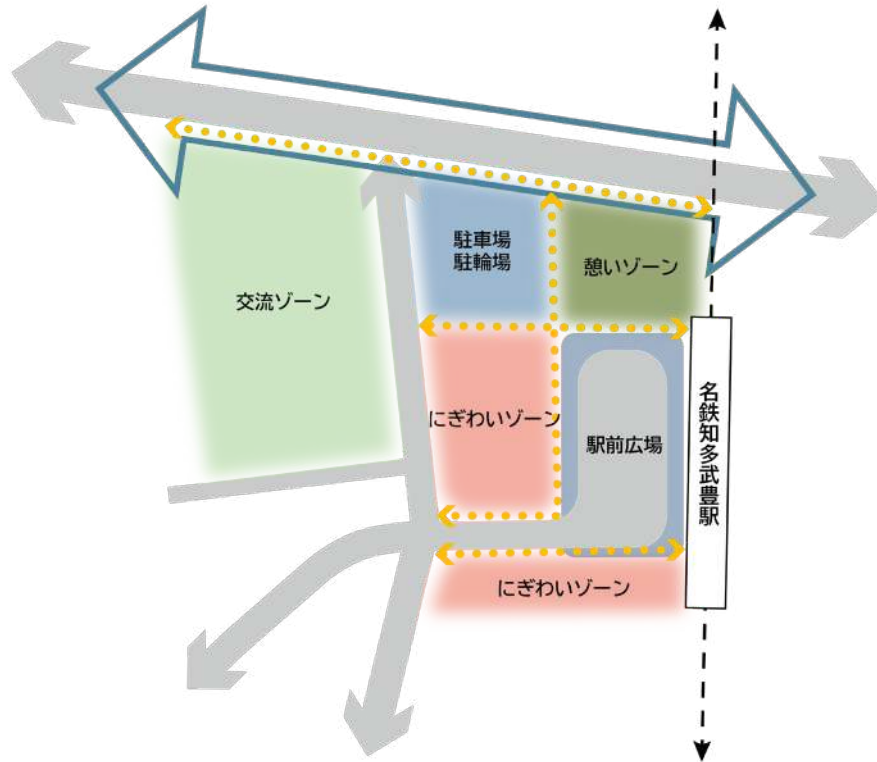 駐車場
駐輪場
憩いゾーン
交流ゾーン
にぎわいゾーン
駅前広場
名鉄知多武豊駅
にぎわいゾーン